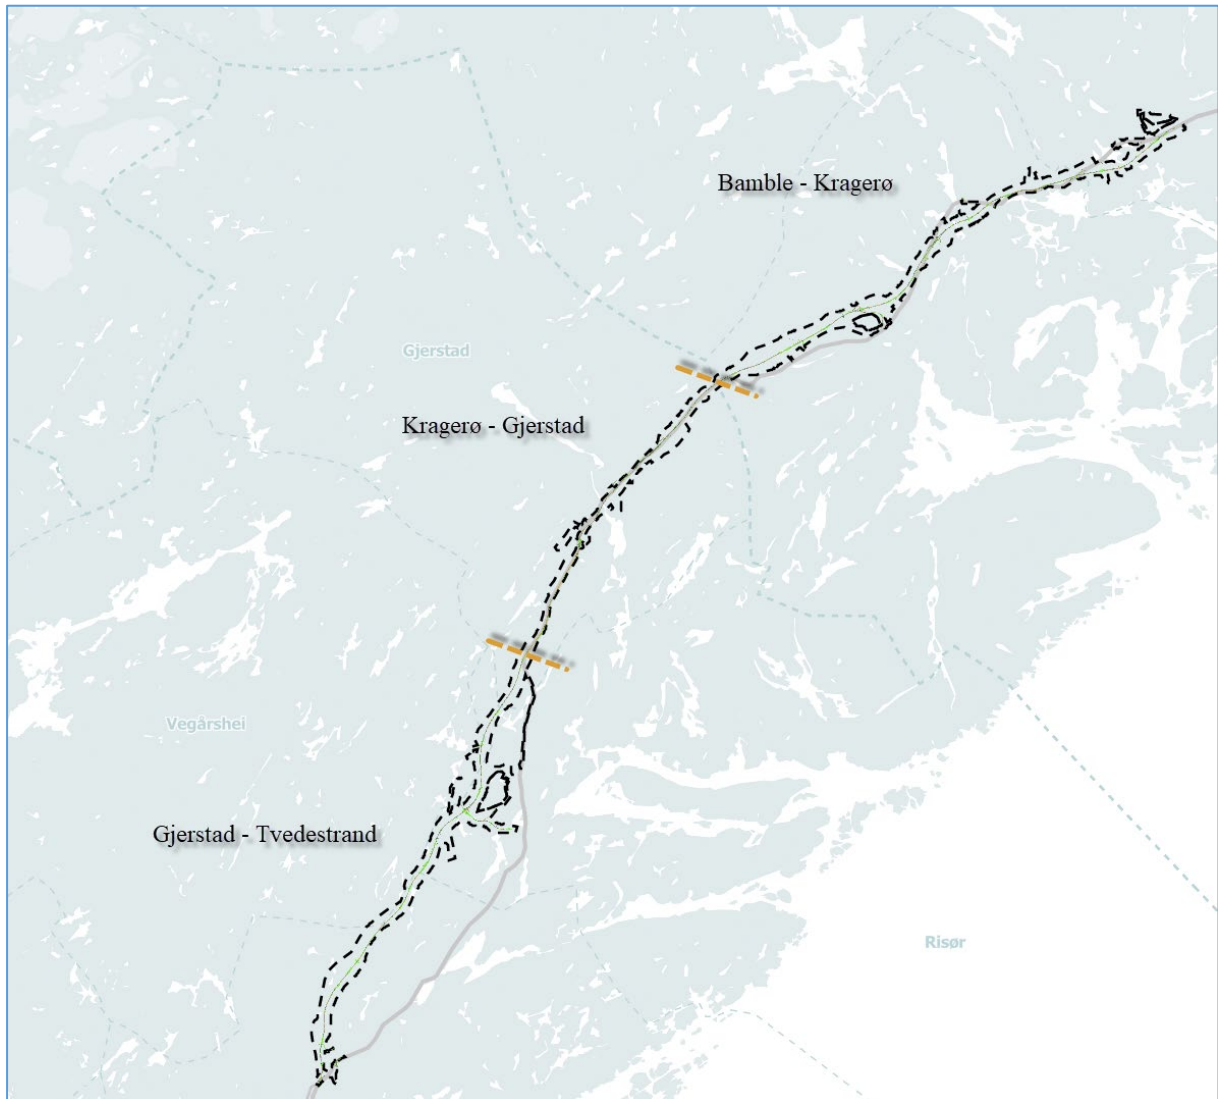 Bamble - Kragerø
Gjerstad
Kragerø - Gjerstad
Vegårshei
Gjerstad - Tvedestrand
Risør